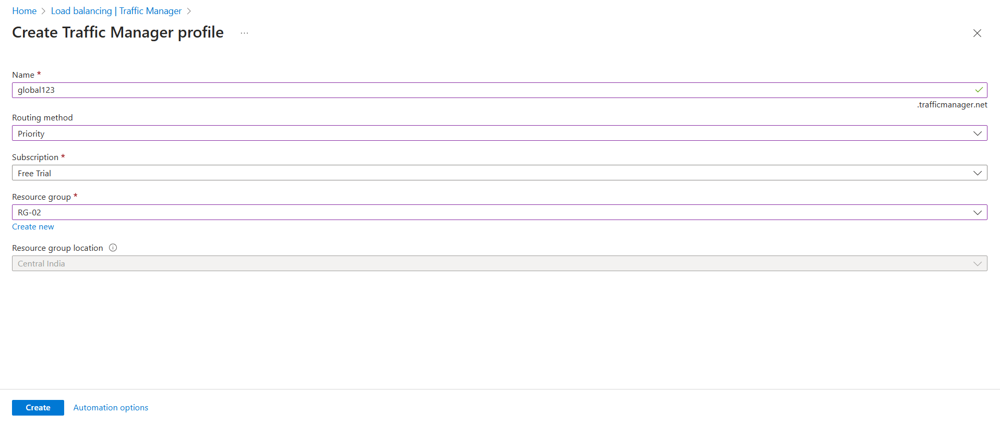 Home > Load balancing | Traffic Manager >
Create Traffic Manager profile ...
Name *
global123
.trafficmanager.net
Routing method
Priority
Subscription *
Free Trial
Resource group *
RG-02
Create new
Resource group location
Central India
Create Automation options